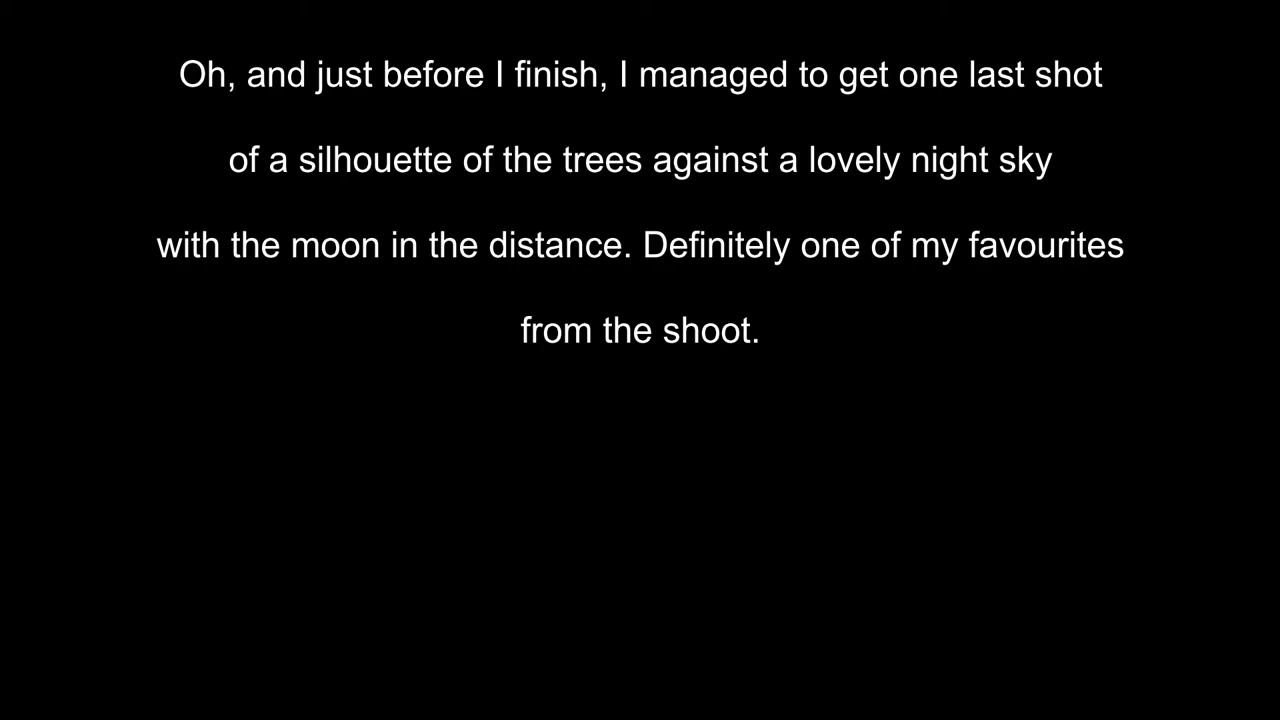 Oh, and just before I finish, I managed to get one last shot
of a silhouette of the trees against a lovely night sky
with the moon in the distance. Definitely one of my favourites
from the shoot.